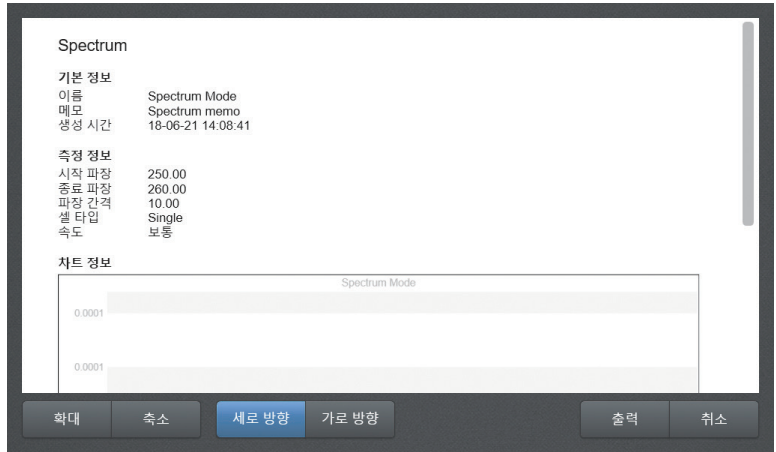 Spectrum
기본 정보
이름 Spectrum Mode
메모 Spectrum memo
생성 시간 18-06-21 14:08:41
측정 정보
시작 파장 250.00
종료 파장 260.00
파장 간격 10.00
셀 타입 Single
속도 보통
차트 정보
Spectrum Mode
0.0001
0.0001
확대 축소 세로 방향 가로 방향 출력 취소